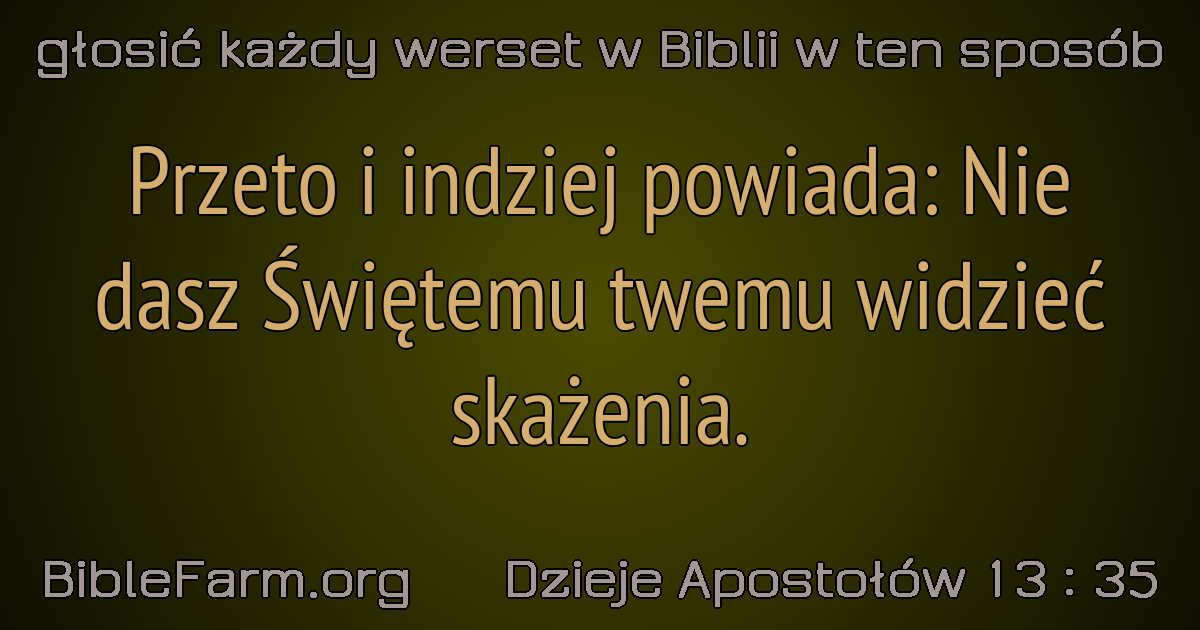 głosić każdy werset w Biblii w ten sposób
Przeto i indziej powiada: Nie
dasz Świętemu twemu widzieć
skażenia.
BibleFarm.org Dzieje Apostołów 13 : 35